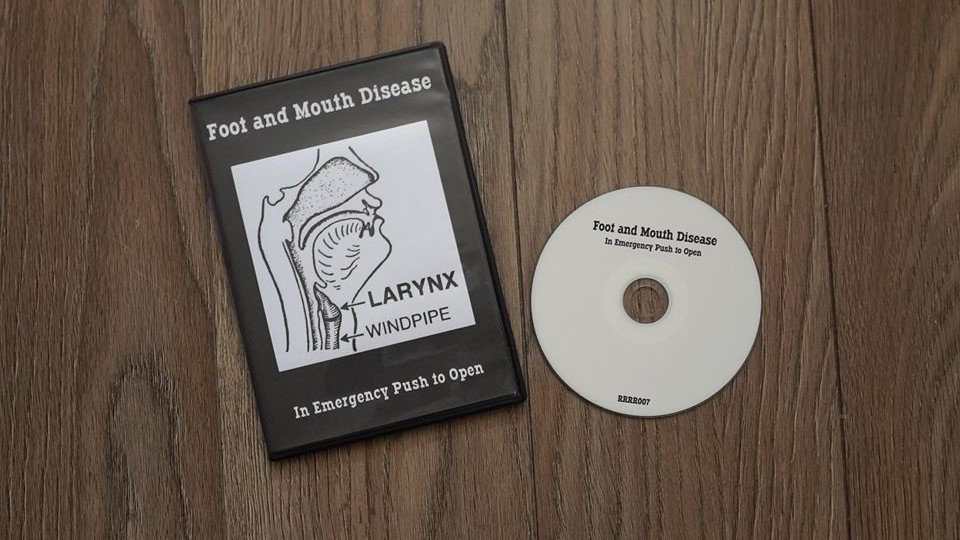 Foot and Mouth Disease
LARYNX
WINDPIPE
In Emergency Push to Open
Foot and Mouth Disease
In Emergency Push to Open
RRRR007